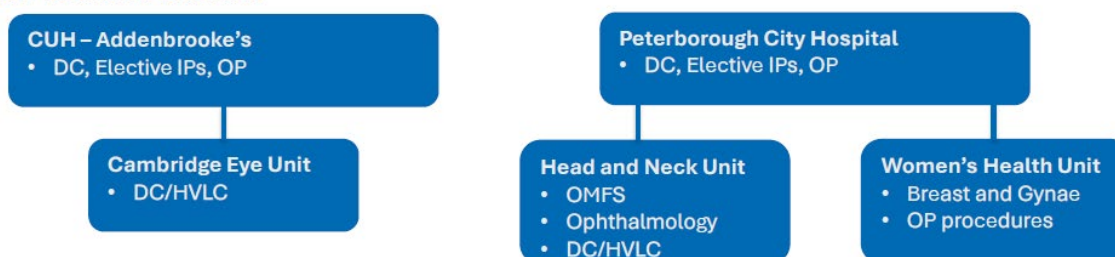 CUH – Addenbrooke's
• DC, Elective IPs, OP
Peterborough City Hospital
• DC, Elective IPs, OP
Cambridge Eye Unit
• DC/HVLC
Head and Neck Unit
• OMFS
• Ophthalmology
• DC/HVLC
Women's Health Unit
• Breast and Gynae
• OP procedures